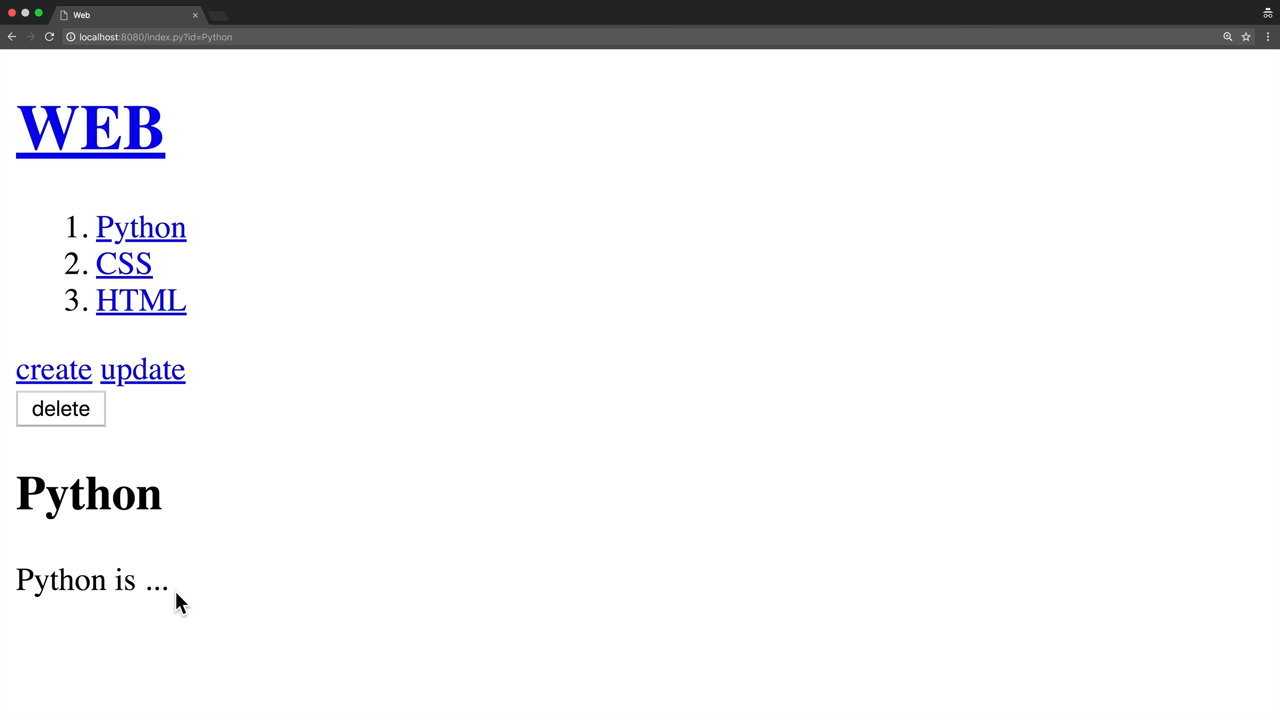 Web
localhost:8080/index.py?id=Python
WEB
1. Python
2. CSS
3. HTML
create update
delete
Python
Python is ...